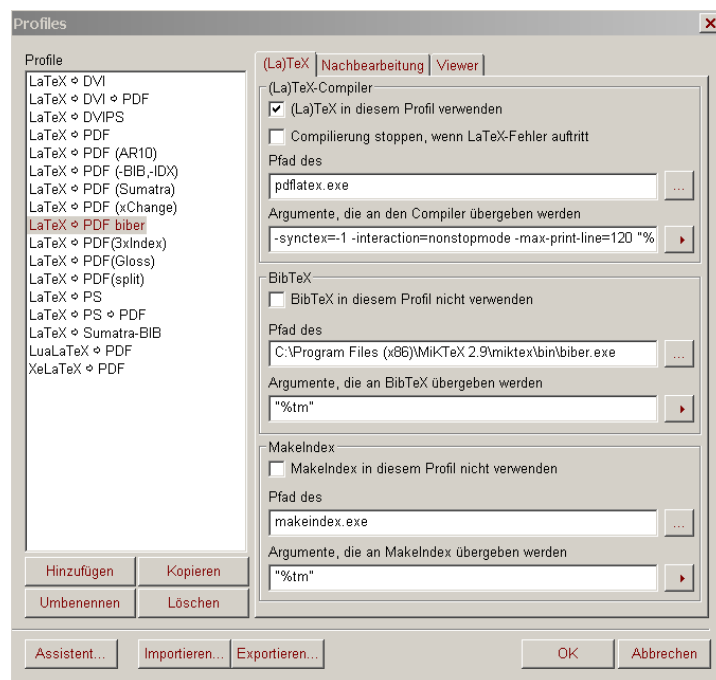 Profiles
Profile
LaTeX ⇨ DVI
LaTeX ⇨ DVI ⇨ PDF
LaTeX ⇨ DVIPS
LaTeX ⇨ PDF
LaTeX ⇨ PDF (AR10)
LaTeX ⇨ PDF (-BIB,-IDX)
LaTeX ⇨ PDF (Sumatra)
LaTeX ⇨ PDF (xChange)
LaTeX ⇨ PDF biber
LaTeX ⇨ PDF(3xIndex)
LaTeX ⇨ PDF(Gloss)
LaTeX ⇨ PDF(split)
LaTeX ⇨ PS
LaTeX ⇨ PS ⇨ PDF
LaTeX ⇨ Sumatra-BIB
LuaLaTeX ⇨ PDF
XeLaTeX ⇨ PDF
Hinzufügen Kopieren
Umbenennen Löschen
(La)TeX Nachbearbeitung Viewer
(La)TeX-Compiler
(La)TeX in diesem Profil verwenden
Compilierung stoppen, wenn LaTeX-Fehler auftritt
Pfad des
pdflatex.exe ...
Argumente, die an den Compiler übergeben werden
-synctex=-1 -interaction=nonstopmode -max-print-line=120 "%
BibTeX
BibTeX in diesem Profil nicht verwenden
Pfad des
C:\Program Files (x86)\MiKTeX 2.9\miktex\bin\biber.exe ...
Argumente, die an BibTeX übergeben werden
"%tm"
MakeIndex
MakeIndex in diesem Profil nicht verwenden
Pfad des
makeindex.exe ...
Argumente, die an MakeIndex übergeben werden
"%tm"
Assistent... Importieren... Exportieren... OK Abbrechen